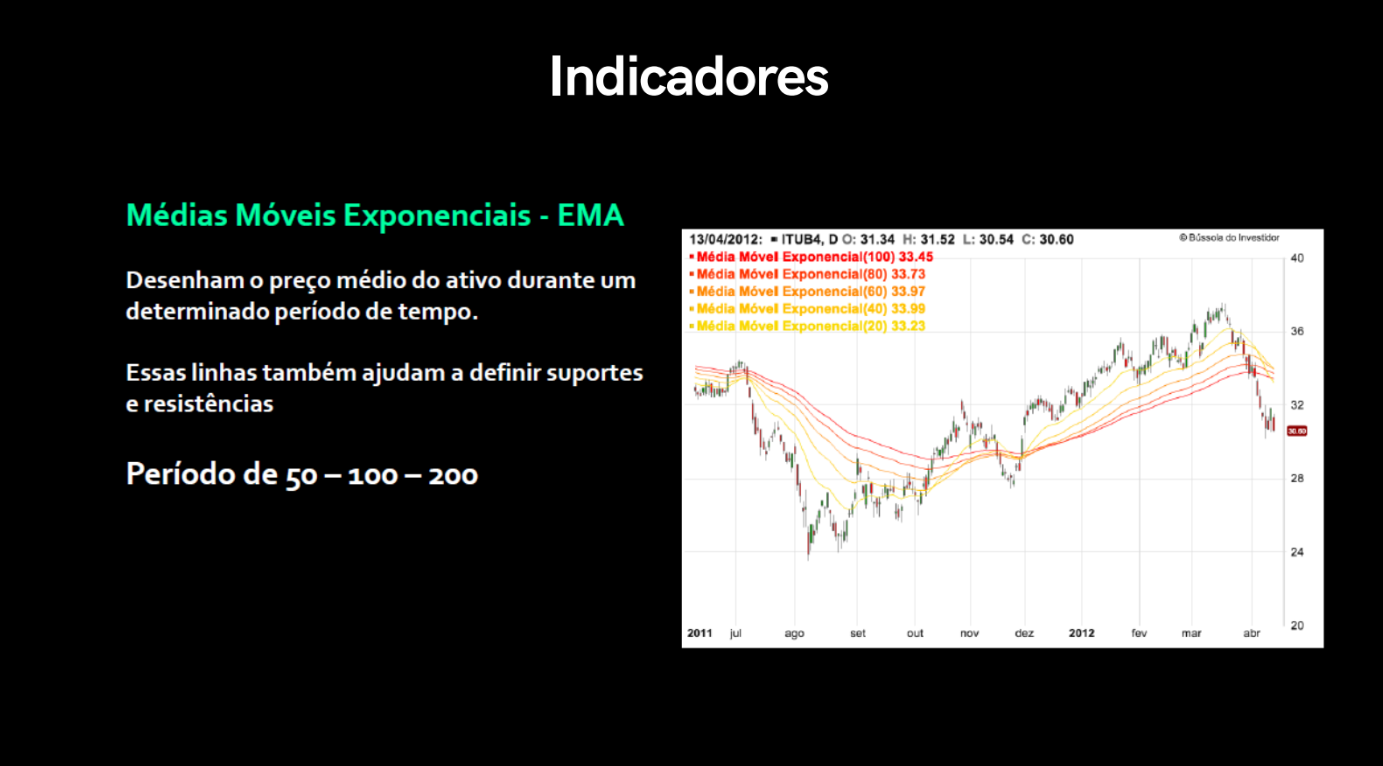 Indicadores
Médias Móveis Exponenciais - EMA
Desenham o preço médio do ativo durante um
determinado período de tempo.
Essas linhas também ajudam a definir suportes
e resistências
Período de 50 – 100 – 200
13/04/2012: ITUB4, D O: 31.34 H: 31.52 L: 30.54 C: 30.60
© Bússola do Investidor
Média Móvel Exponencial(100) 33.45
Média Móvel Exponencial(80) 33.73
Média Móvel Exponencial(60) 33.97
Média Móvel Exponencial(40) 33.99
Média Móvel Exponencial(20) 33.23
40
36
32
30.60
28
24
20
2011 jul ago set out nov dez 2012 fev mar abr